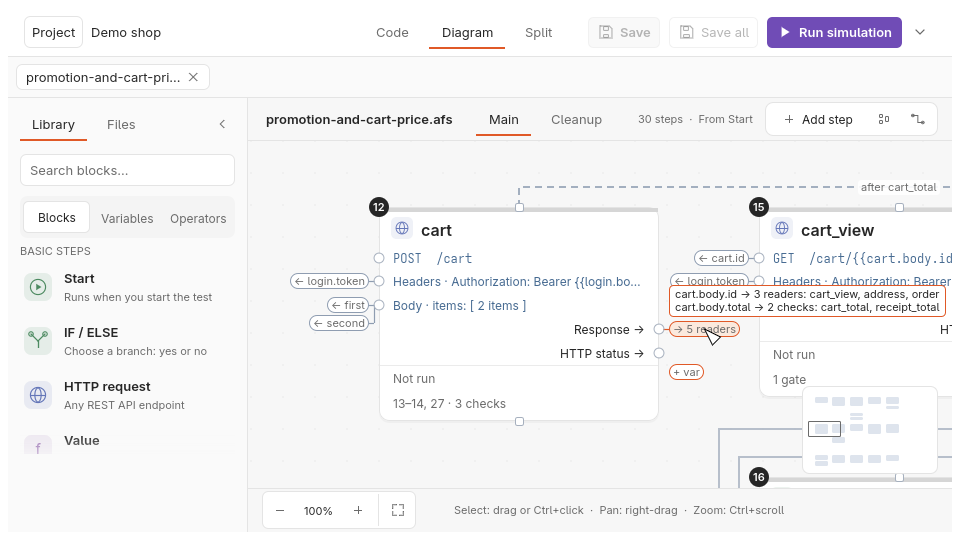 Project Demo shop
Code Diagram Split
Save Save all Run simulation
promotion-and-cart-pri...
Library Files
promotion-and-cart-price.afs
Main Cleanup
30 steps · From Start
Add step
Search blocks...
Blocks Variables Operators
BASIC STEPS
Start
Runs when you start the test
IF / ELSE
Choose a branch: yes or no
HTTP request
Any REST API endpoint
f Value
after cart_total
12
cart
POST /cart
← login.token
Headers · Authorization: Bearer {{login.bo...
← first
Body · items: [ 2 items ]
← second
Response →
HTTP status →
Not run
13–14, 27 · 3 checks
→ 5 readers
+ var
cart.body.id → 3 readers: cart_view, address, order
cart.body.total → 2 checks: cart_total, receipt_total
15
cart_view
← cart.id
GET /cart/{{cart.body.id
← login.token
Headers · Authorization: Bearer
Not run
1 gate
16
100%
Select: drag or Ctrl+click · Pan: right-drag · Zoom: Ctrl+scroll